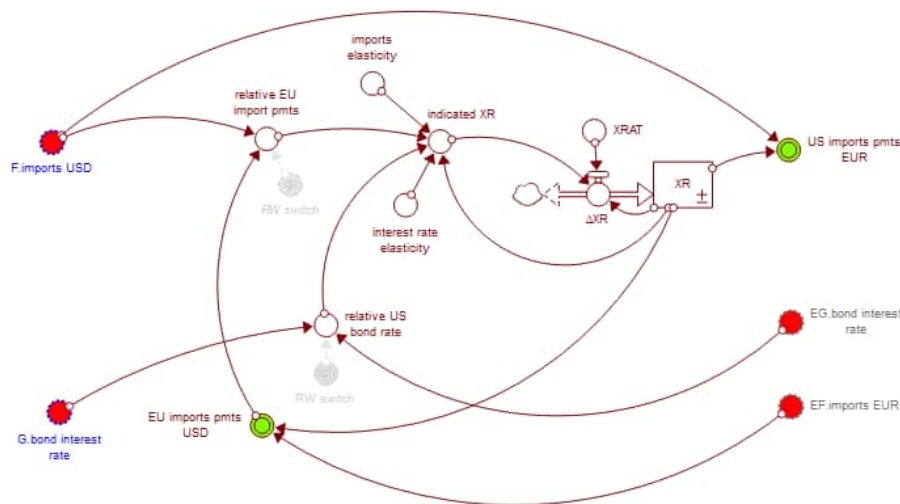 imports
elasticity
relative EU
import pmts
indicated XR
XRAT
US imports pmts
EUR
F.imports USD
RW switch
XR
±
ΔXR
interest rate
elasticity
relative US
bond rate
EG.bond interest
rate
RW switch
EU imports pmts
USD
EF.imports EUR
G.bond interest
rate